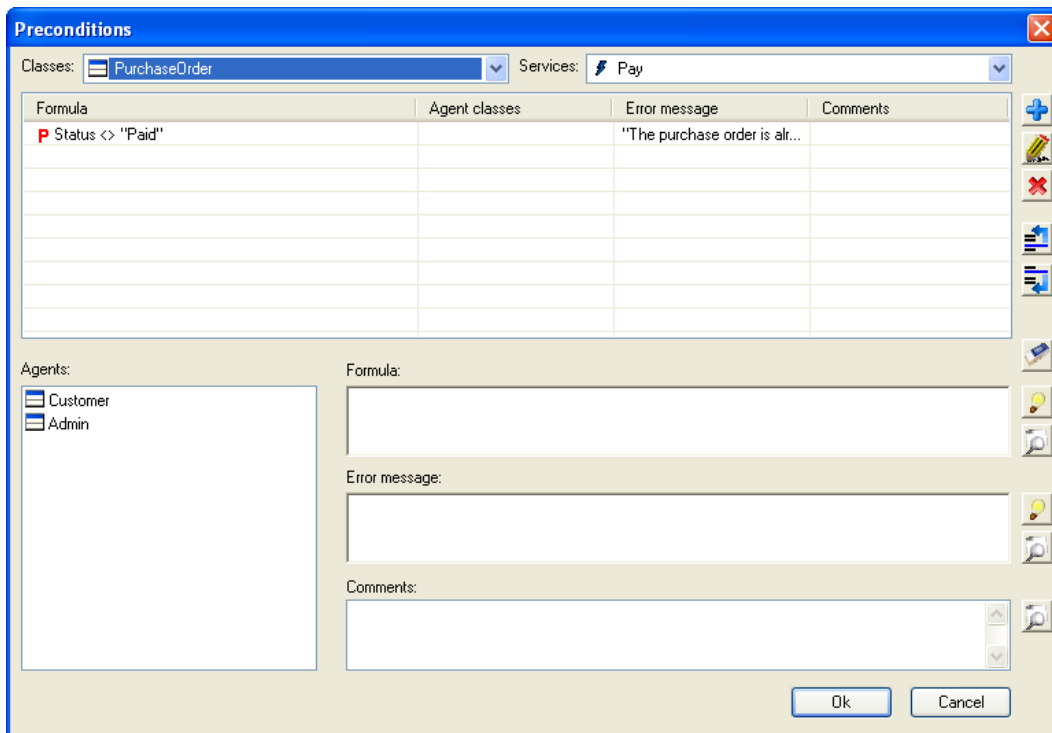 Preconditions
Classes: PurchaseOrder Services: Pay
Formula Agent classes Error message Comments
P Status <> "Paid" "The purchase order is alr...
Agents: Formula:
Customer
Admin
Error message:
Comments:
Ok Cancel